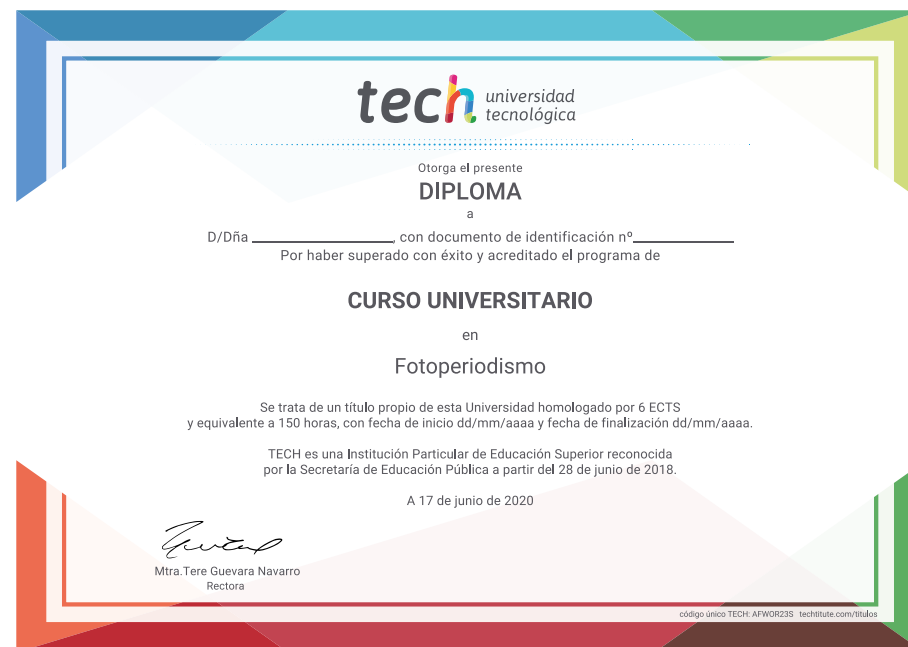 tech universidad
tecnológica
Otorga el presente
DIPLOMA
a
D/Dña ____________________, con documento de identificación nº______________
Por haber superado con éxito y acreditado el programa de
CURSO UNIVERSITARIO
en
Fotoperiodismo
Se trata de un título propio de esta Universidad homologado por 6 ECTS
y equivalente a 150 horas, con fecha de inicio dd/mm/aaaa y fecha de finalización dd/mm/aaaa.
TECH es una Institución Particular de Educación Superior reconocida
por la Secretaría de Educación Pública a partir del 28 de junio de 2018.
A 17 de junio de 2020
Mtra.Tere Guevara Navarro
Rectora
código único TECH: AFWOR23S techtitute.com/titulos